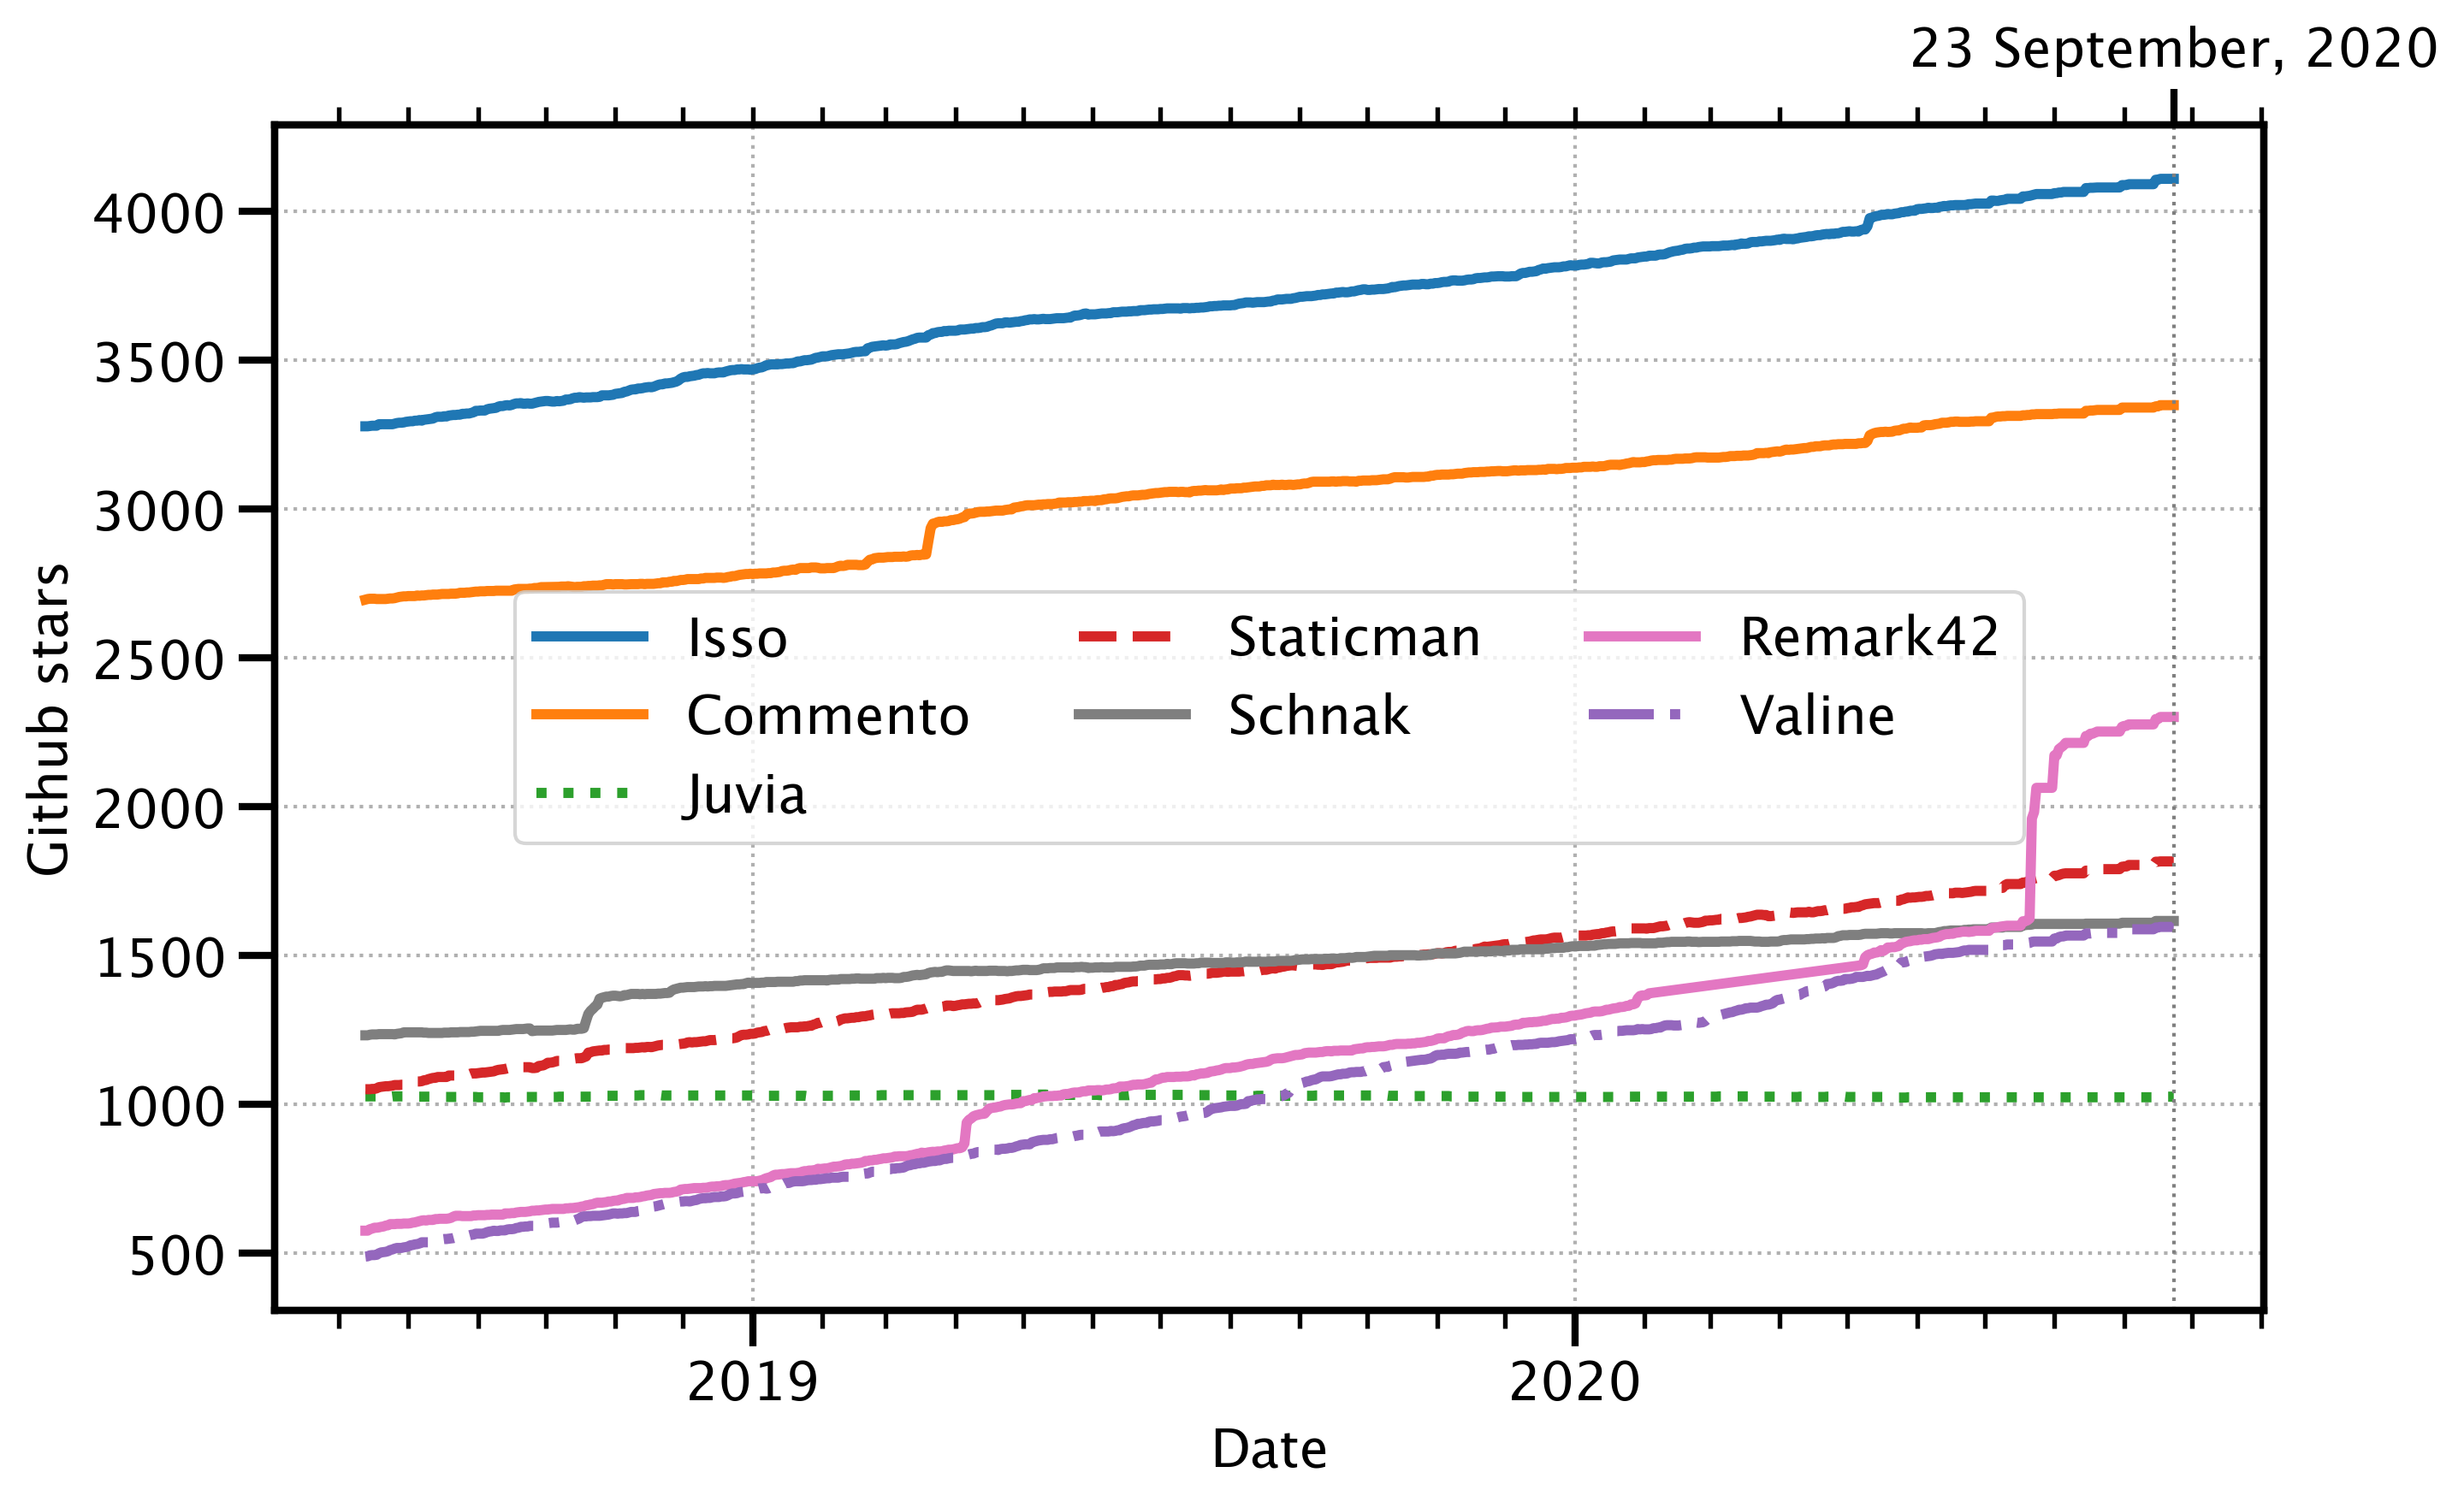 23 September, 2020
4000
3500
3000
2500
2000
1500
1000
500
Github stars
Isso
Commento
Juvia
Staticman
Schnak
Remark42
Valine
2019
2020
Date